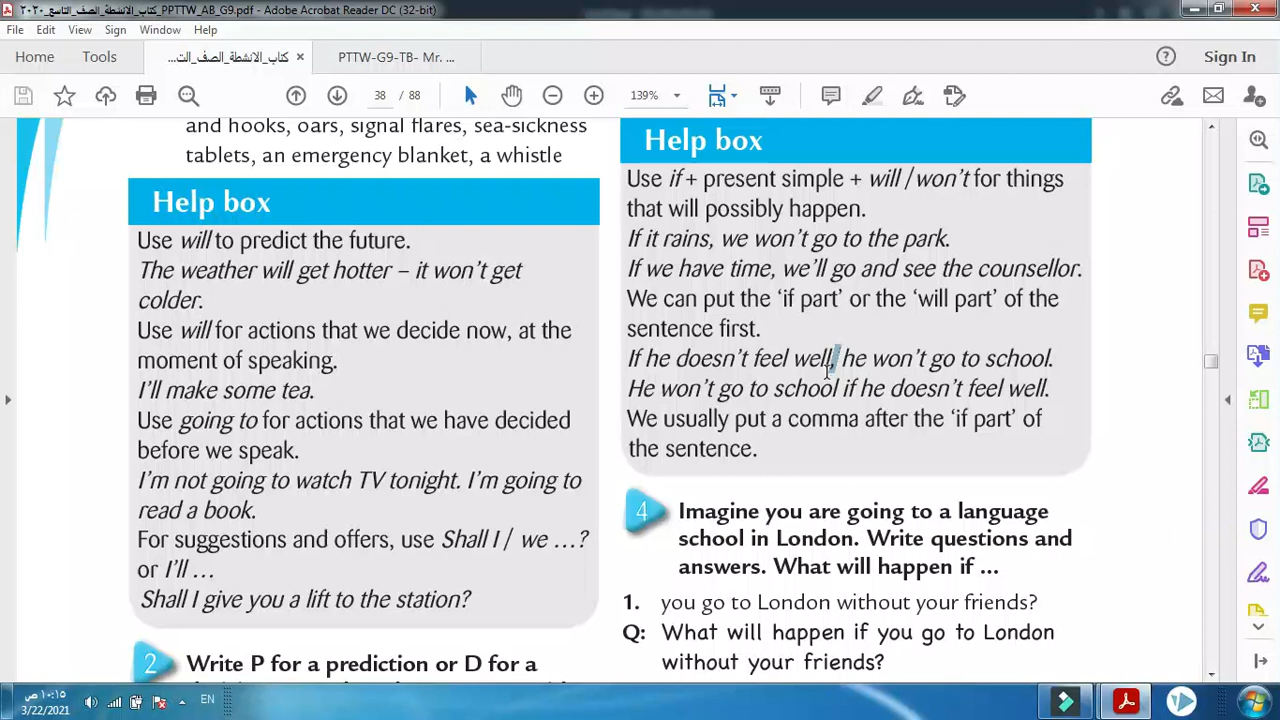 كتاب_الانشطة_الصف_التاسع_PPTTW_AB_G9.pdf - Adobe Acrobat Reader DC (32-bit)
File Edit View Sign Window Help
Home Tools كتاب_الانشطة_الصف_الت... × PTTW-G9-TB- Mr. ... Sign In
38 / 88 139%
and hooks, oars, signal flares, sea-sickness
tablets, an emergency blanket, a whistle
Help box
Use will to predict the future.
The weather will get hotter – it won't get
colder.
Use will for actions that we decide now, at the
moment of speaking.
I'll make some tea.
Use going to for actions that we have decided
before we speak.
I'm not going to watch TV tonight. I'm going to
read a book.
For suggestions and offers, use Shall I / we …?
or I'll …
Shall I give you a lift to the station?
2 Write P for a prediction or D for a
Help box
Use if + present simple + will / won't for things
that will possibly happen.
If it rains, we won't go to the park.
If we have time, we'll go and see the counsellor.
We can put the 'if part' or the 'will part' of the
sentence first.
If he doesn't feel well, he won't go to school.
He won't go to school if he doesn't feel well.
We usually put a comma after the 'if part' of
the sentence.
4 Imagine you are going to a language
school in London. Write questions and
answers. What will happen if …
1. you go to London without your friends?
Q: What will happen if you go to London
without your friends?
EN
١٠:١٥ ص
3/22/2021